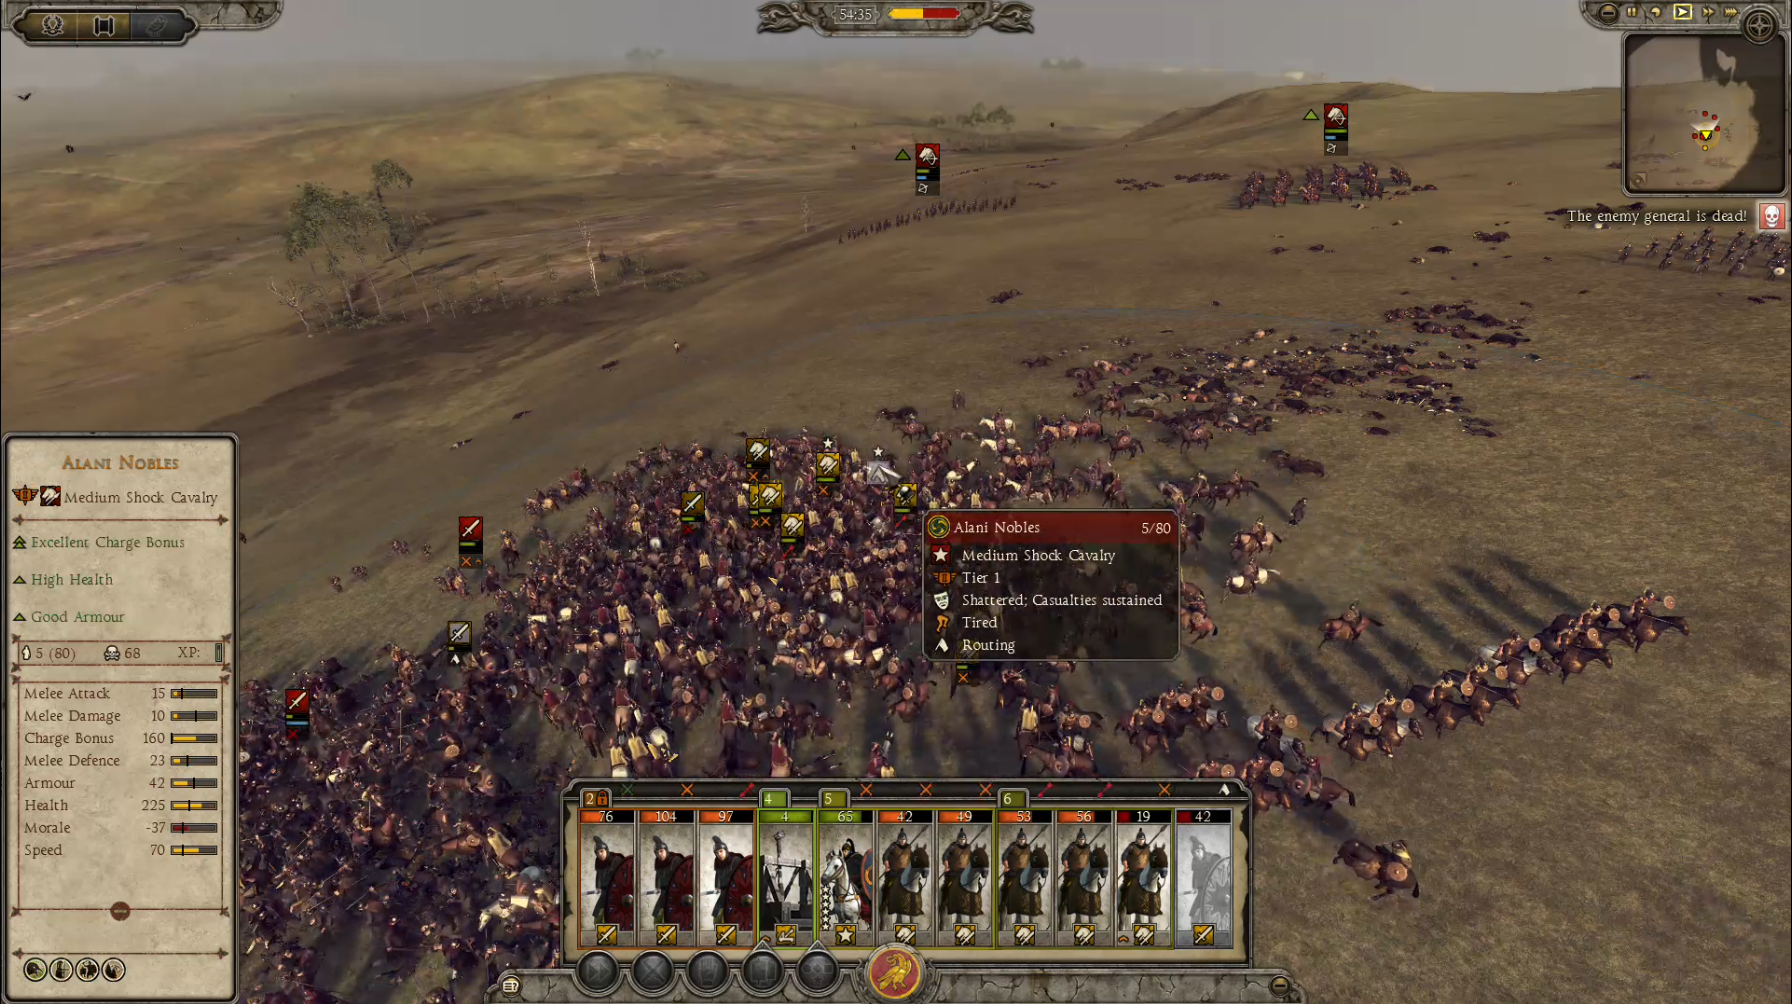 54:35
The enemy general is dead!
ALANI NOBLES
Medium Shock Cavalry
Excellent Charge Bonus
High Health
Good Armour
5 (80) 68 XP:
Melee Attack 15
Melee Damage 10
Charge Bonus 160
Melee Defence 23
Armour 42
Health 225
Morale -37
Speed 70
Alani Nobles 5/80
Medium Shock Cavalry
Tier 1
Shattered; Casualties sustained
Tired
Routing
2 4 5 6
76 104 97 4 65 42 49 53 56 19 42